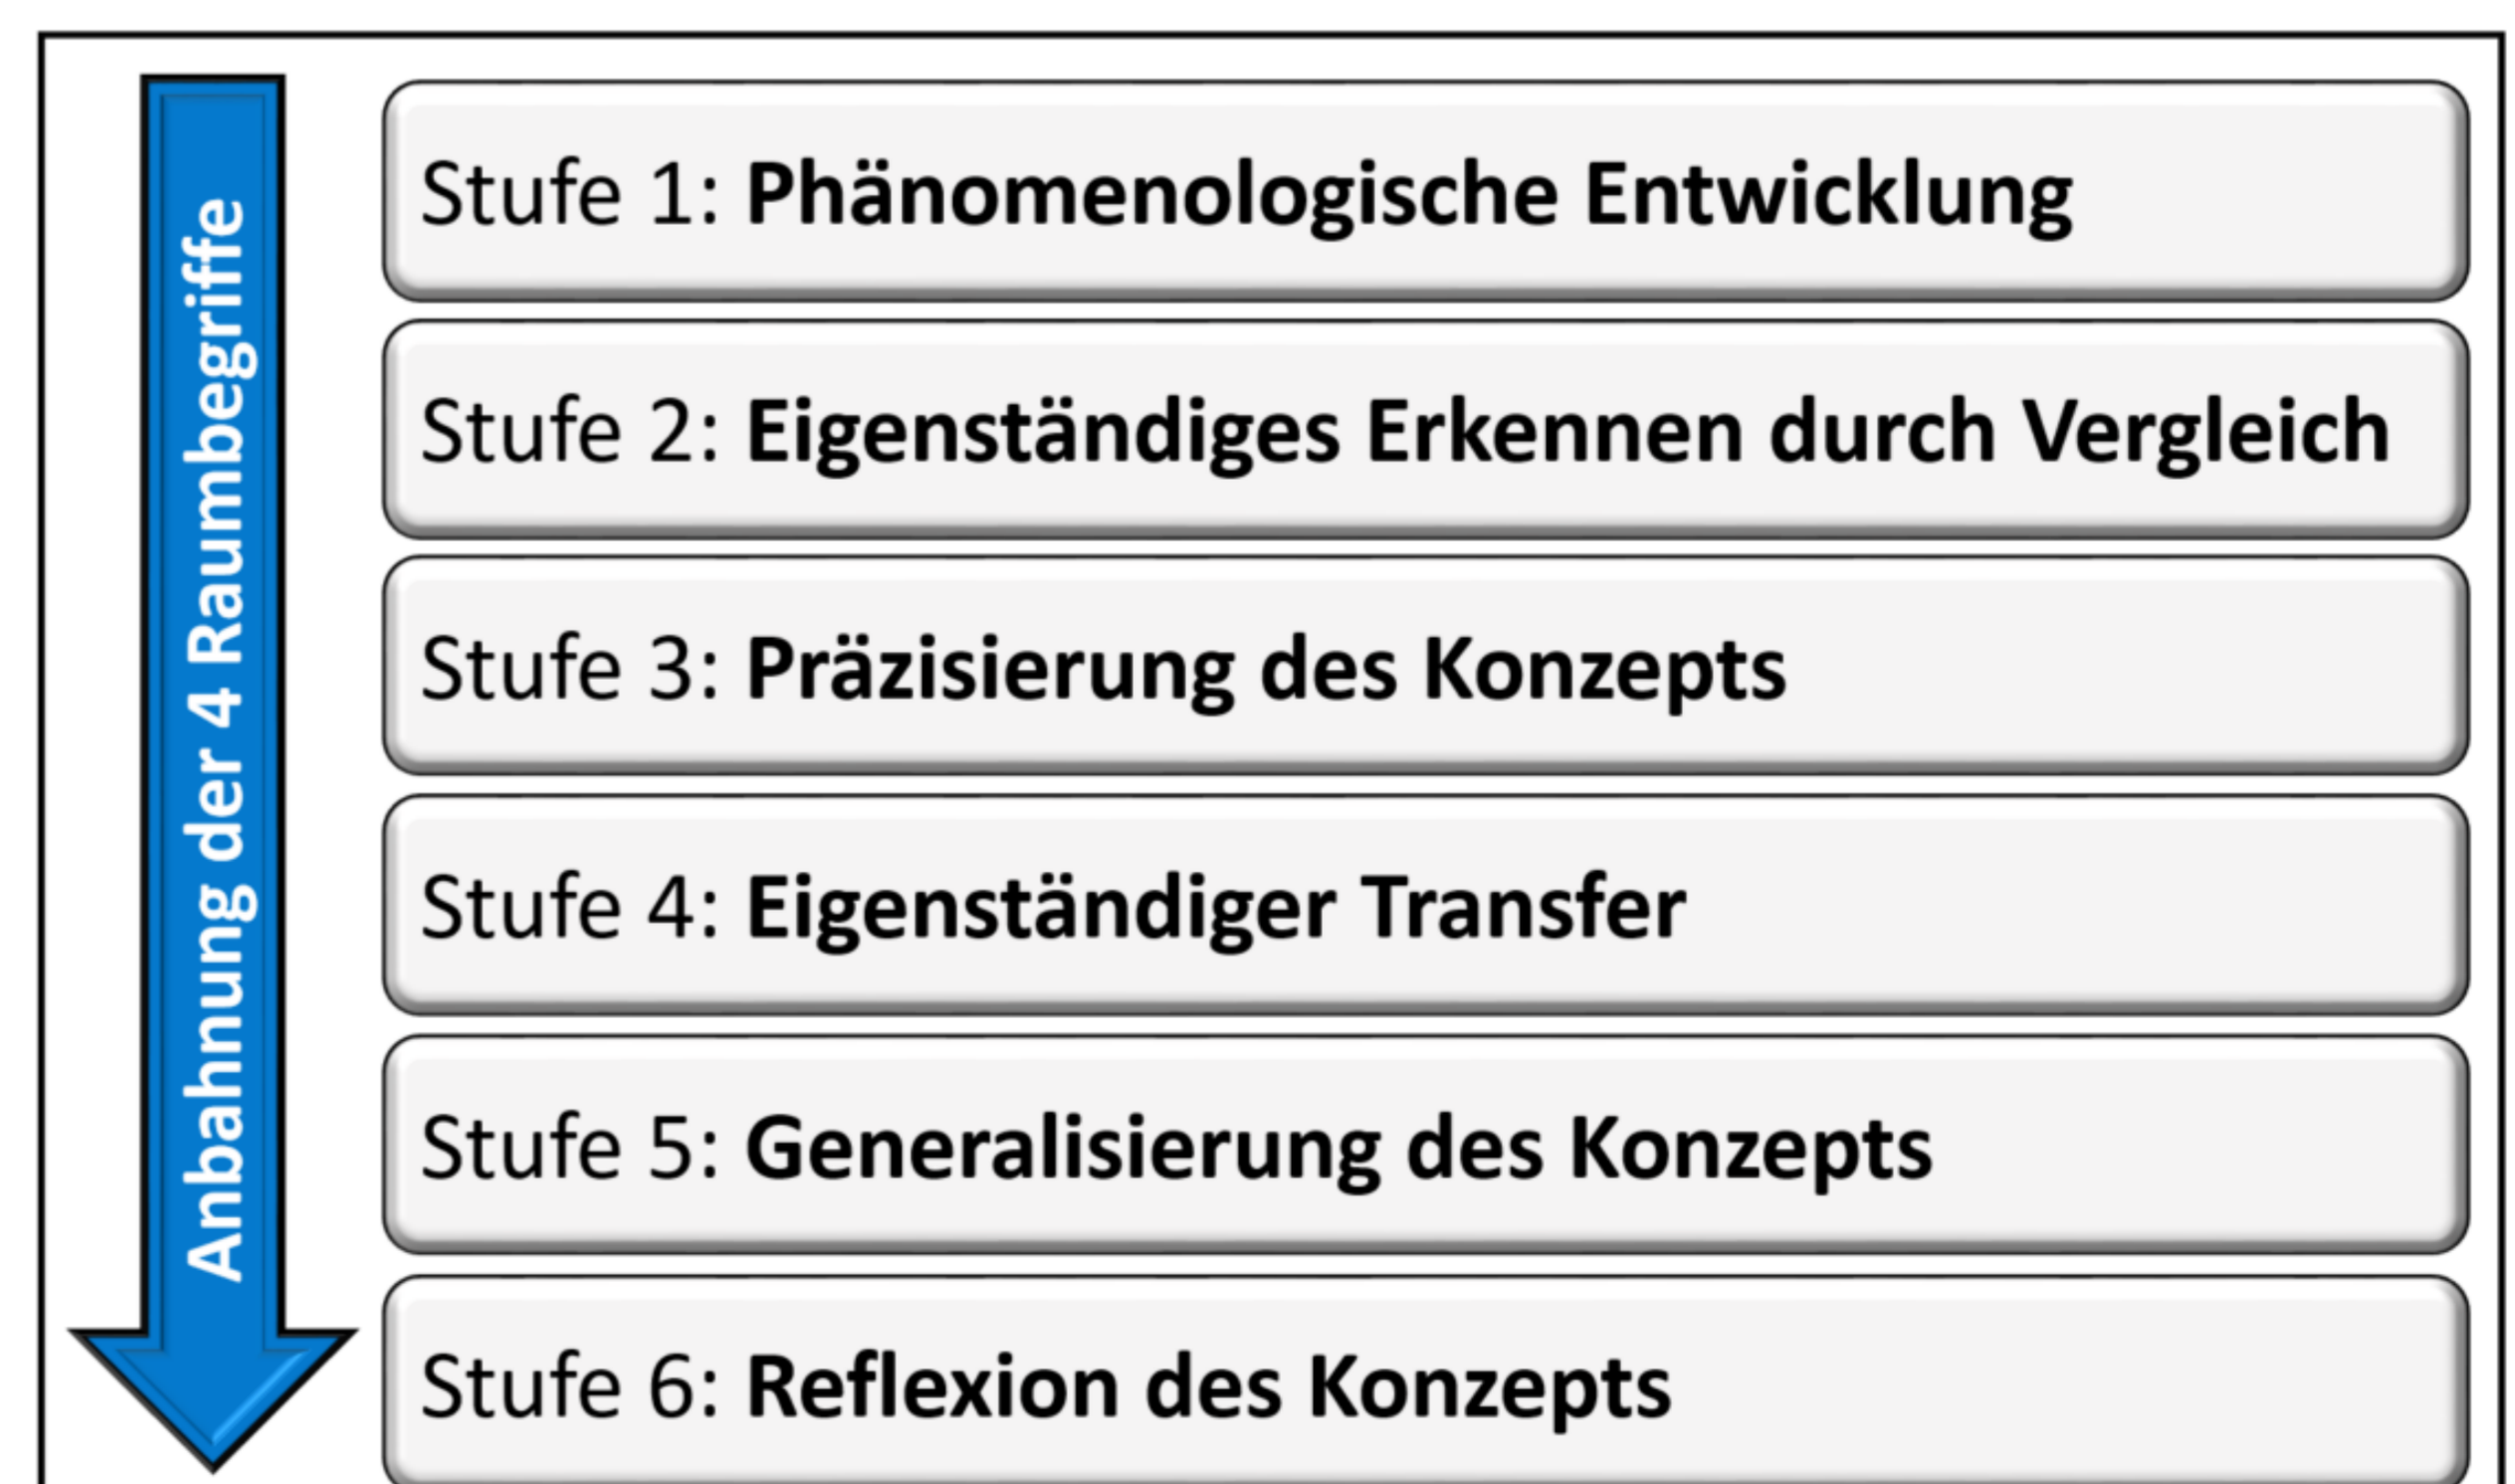 Anbahnung der 4 Raumbegriffe
Stufe 1: Phänomenologische Entwicklung
Stufe 2: Eigenständiges Erkennen durch Vergleich
Stufe 3: Präzisierung des Konzepts
Stufe 4: Eigenständiger Transfer
Stufe 5: Generalisierung des Konzepts
Stufe 6: Reflexion des Konzepts